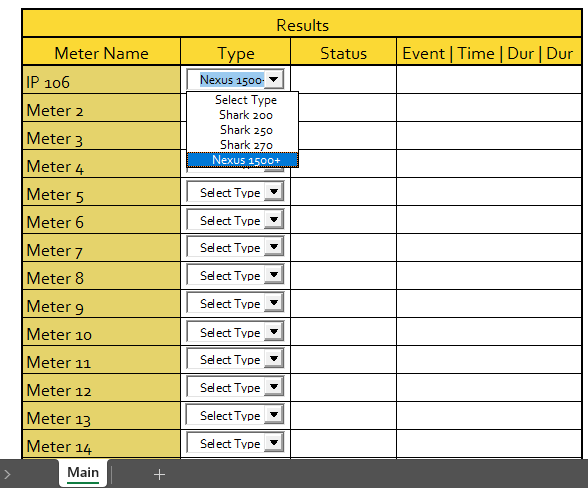 Results
Meter Name Type Status Event | Time | Dur | Dur
IP 106 Nexus 1500+
Select Type
Meter 2
Shark 200
Shark 250
Meter 3
Shark 270
Nexus 1500+
Meter 4
Meter 5 Select Type
Meter 6 Select Type
Meter 7 Select Type
Meter 8 Select Type
Meter 9 Select Type
Meter 10 Select Type
Meter 11 Select Type
Meter 12 Select Type
Meter 13 Select Type
Meter 14 Select Type
Main